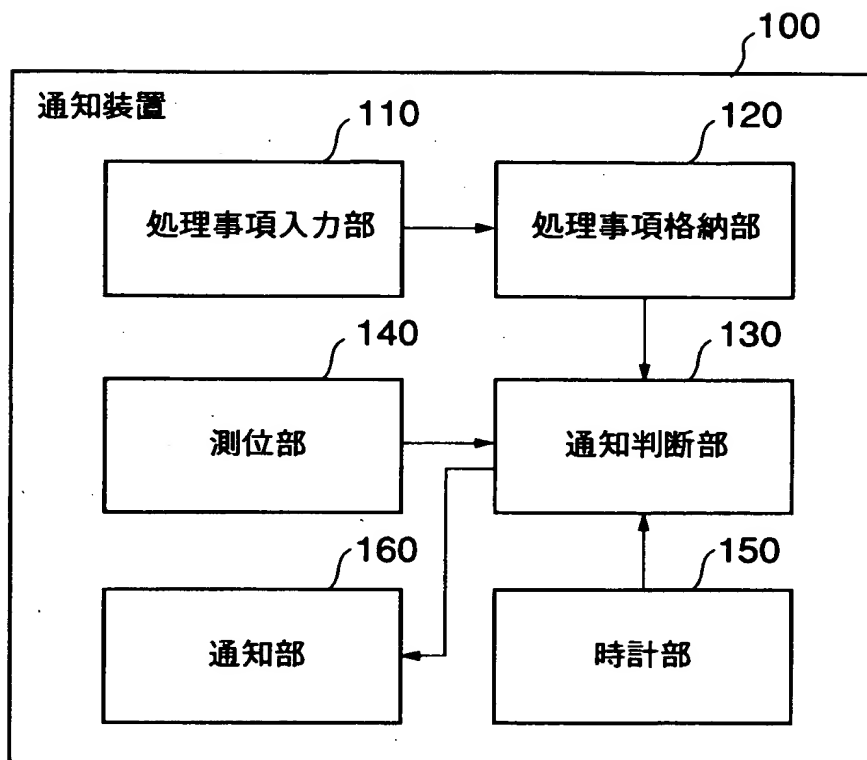 100
通知装置
110
120
処理事項入力部
処理事項格納部
140
130
測位部
通知判断部
160
150
通知部
時計部